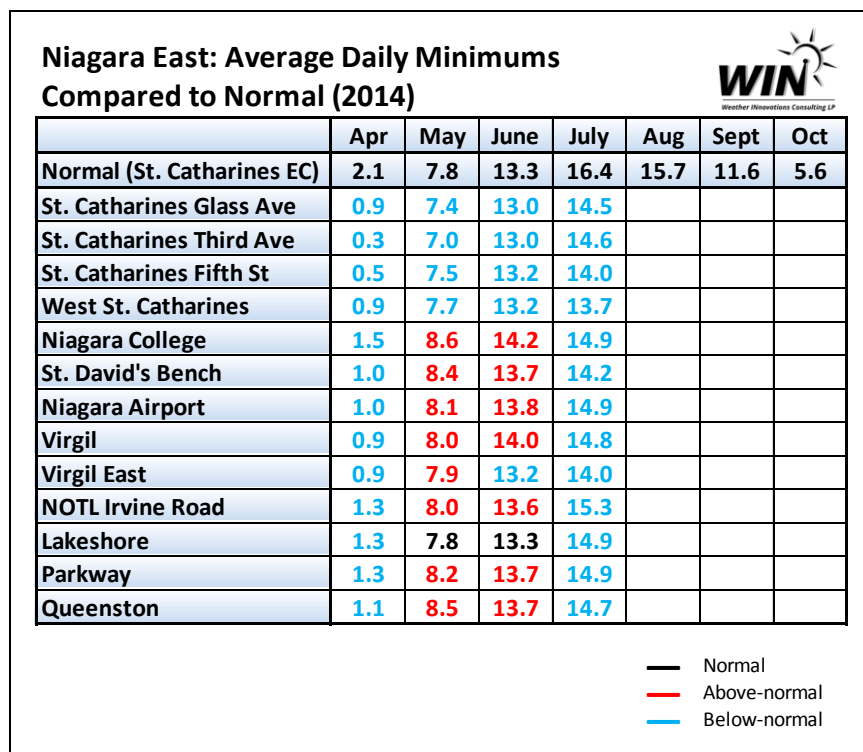 Niagara East: Average Daily Minimums
Compared to Normal (2014)
WIN
Weather INnovations Consulting LP
Apr May June July Aug Sept Oct
Normal (St. Catharines EC) 2.1 7.8 13.3 16.4 15.7 11.6 5.6
St. Catharines Glass Ave 0.9 7.4 13.0 14.5
St. Catharines Third Ave 0.3 7.0 13.0 14.6
St. Catharines Fifth St 0.5 7.5 13.2 14.0
West St. Catharines 0.9 7.7 13.2 13.7
Niagara College 1.5 8.6 14.2 14.9
St. David's Bench 1.0 8.4 13.7 14.2
Niagara Airport 1.0 8.1 13.8 14.9
Virgil 0.9 8.0 14.0 14.8
Virgil East 0.9 7.9 13.2 14.0
NOTL Irvine Road 1.3 8.0 13.6 15.3
Lakeshore 1.3 7.8 13.3 14.9
Parkway 1.3 8.2 13.7 14.9
Queenston 1.1 8.5 13.7 14.7
Normal
Above-normal
Below-normal